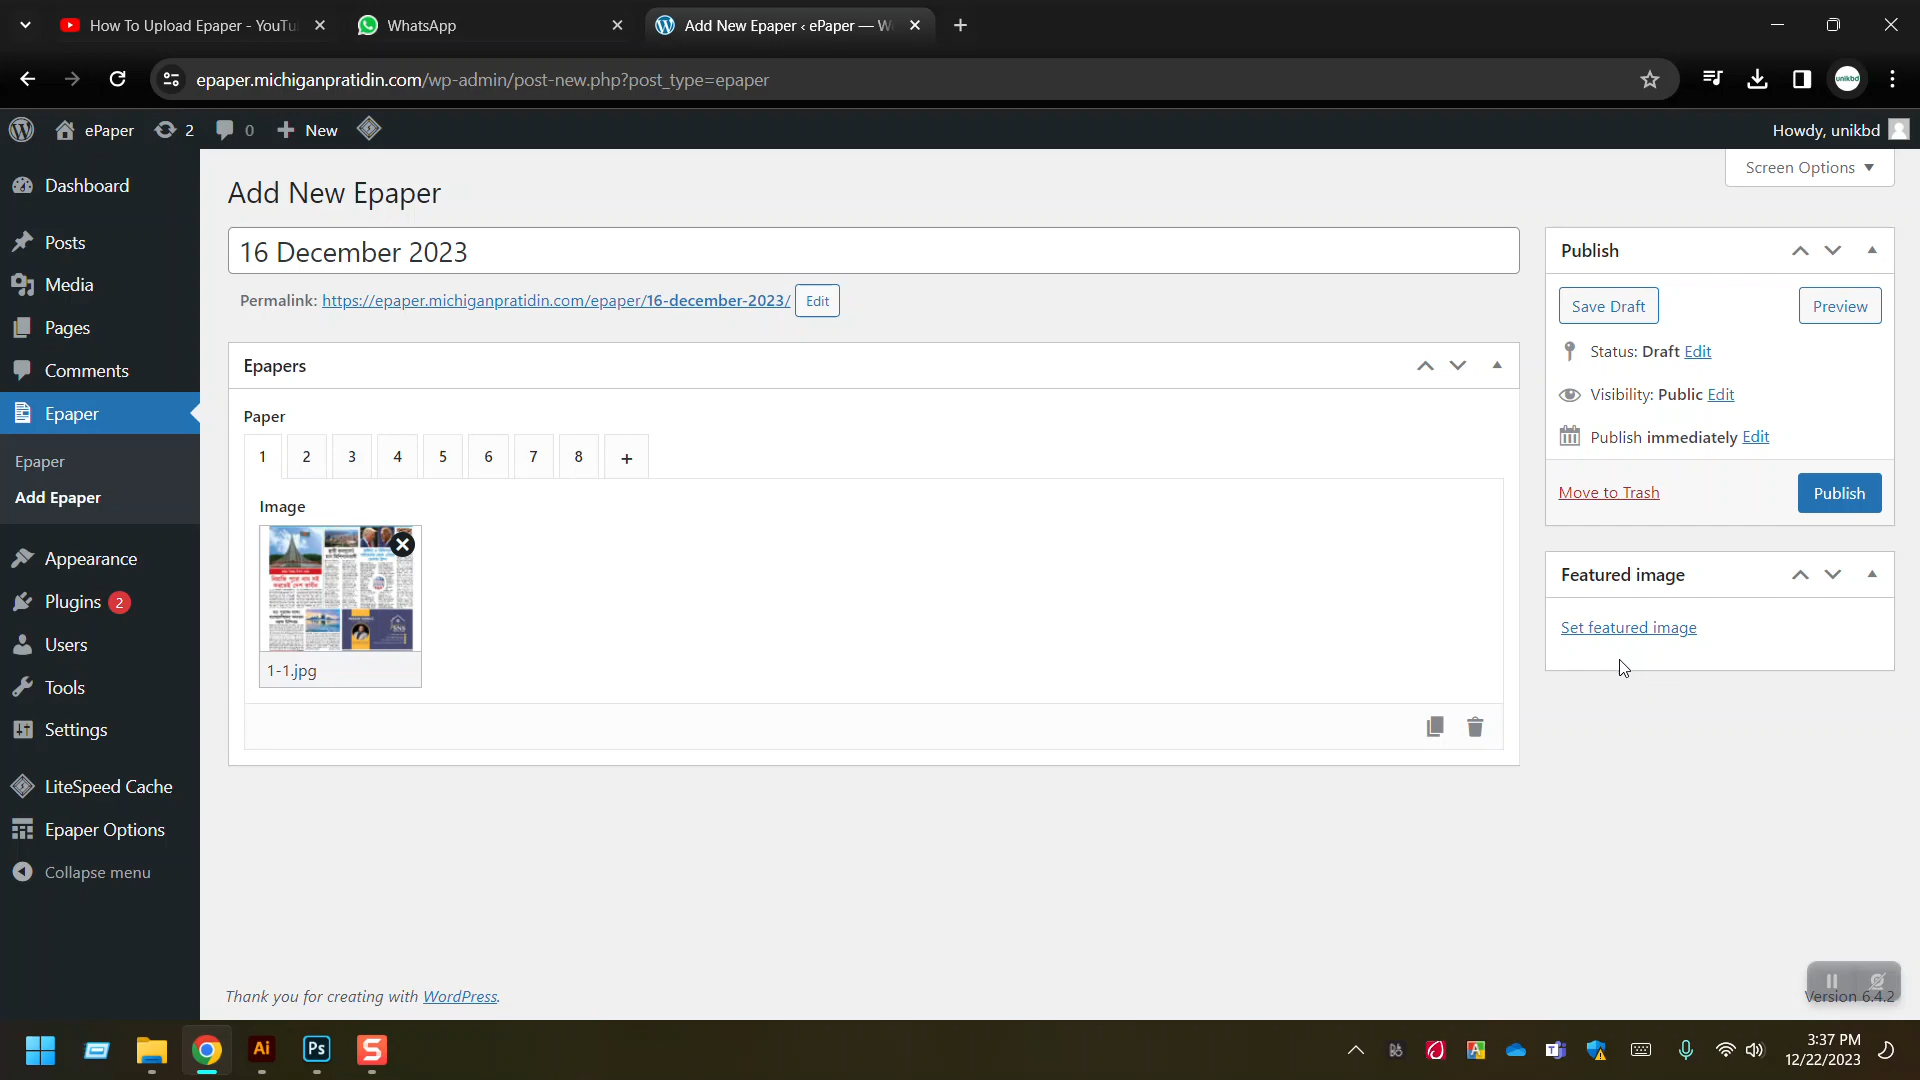 How To Upload Epaper - YouTu
WhatsApp
Add New Epaper ‹ ePaper — W
epaper.michiganpratidin.com/wp-admin/post-new.php?post_type=epaper
unikbd
ePaper
2
0
New
Howdy, unikbd
Screen Options
Dashboard
Posts
Media
Pages
Comments
Epaper
Epaper
Add Epaper
Appearance
Plugins 2
Users
Tools
Settings
LiteSpeed Cache
Epaper Options
Collapse menu
Add New Epaper
16 December 2023
Permalink: https://epaper.michiganpratidin.com/epaper/16-december-2023/ Edit
Epapers
Paper
1 2 3 4 5 6 7 8 +
Image
1-1.jpg
Publish
Save Draft
Preview
Status: Draft Edit
Visibility: Public Edit
Publish immediately Edit
Move to Trash
Publish
Featured image
Set featured image
Thank you for creating with WordPress.
Version 6.4.2
Ai
Ps
S
3:37 PM
12/22/2023